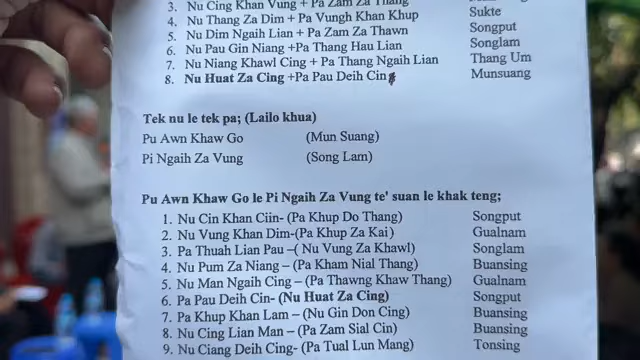 3. Nu Cing Khan Vung + Pa Zam Za Thang
4. Nu Thang Za Dim + Pa Vungh Khan Khup Sukte
5. Nu Dim Ngaih Lian + Pa Zam Za Thawn Songput
6. Nu Pau Gin Niang +Pa Thang Hau Lian Songlam
7. Nu Niang Khawl Cing + Pa Thang Ngaih Lian Thang Um
8. Nu Huat Za Cing +Pa Pau Deih Cin Munsuang
Tek nu le tek pa; (Lailo khua)
Pu Awn Khaw Go (Mun Suang)
Pi Ngaih Za Vung (Song Lam)
Pu Awn Khaw Go le Pi Ngaih Za Vung te' suan le khak teng;
1. Nu Cin Khan Ciin- (Pa Khup Do Thang) Songput
2. Nu Vung Khan Dim-(Pa Khup Za Kai) Gualnam
3. Pa Thuah Lian Pau –( Nu Vung Za Khawl) Songlam
4. Nu Pum Za Niang – (Pa Kham Nial Thang) Buansing
5. Nu Man Ngaih Cing – (Pa Thawng Khaw Thang) Gualnam
6. Pa Pau Deih Cin- (Nu Huat Za Cing) Songput
7. Pa Khup Khan Lam – (Nu Gin Don Cing) Buansing
8. Nu Cing Lian Man – (Pa Zam Sial Cin) Buansing
9. Nu Ciang Deih Cing- (Pa Tual Lun Mang) Tonsing